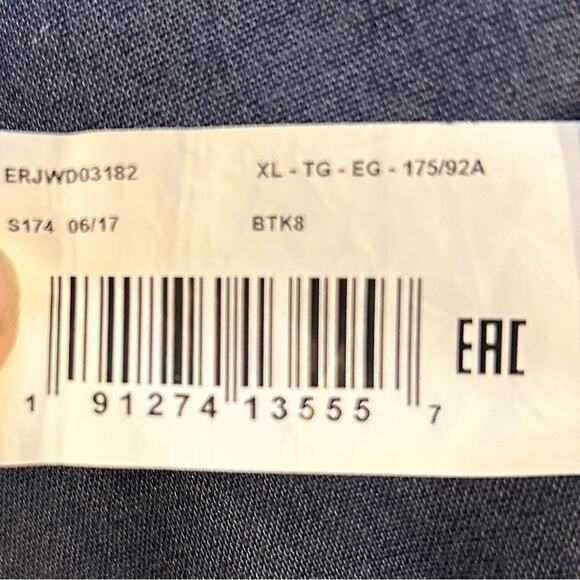 ERJWD03182 XL - TG - EG - 175/92A
S174 06/17 BTK8
EAC
1 91274 13555 7